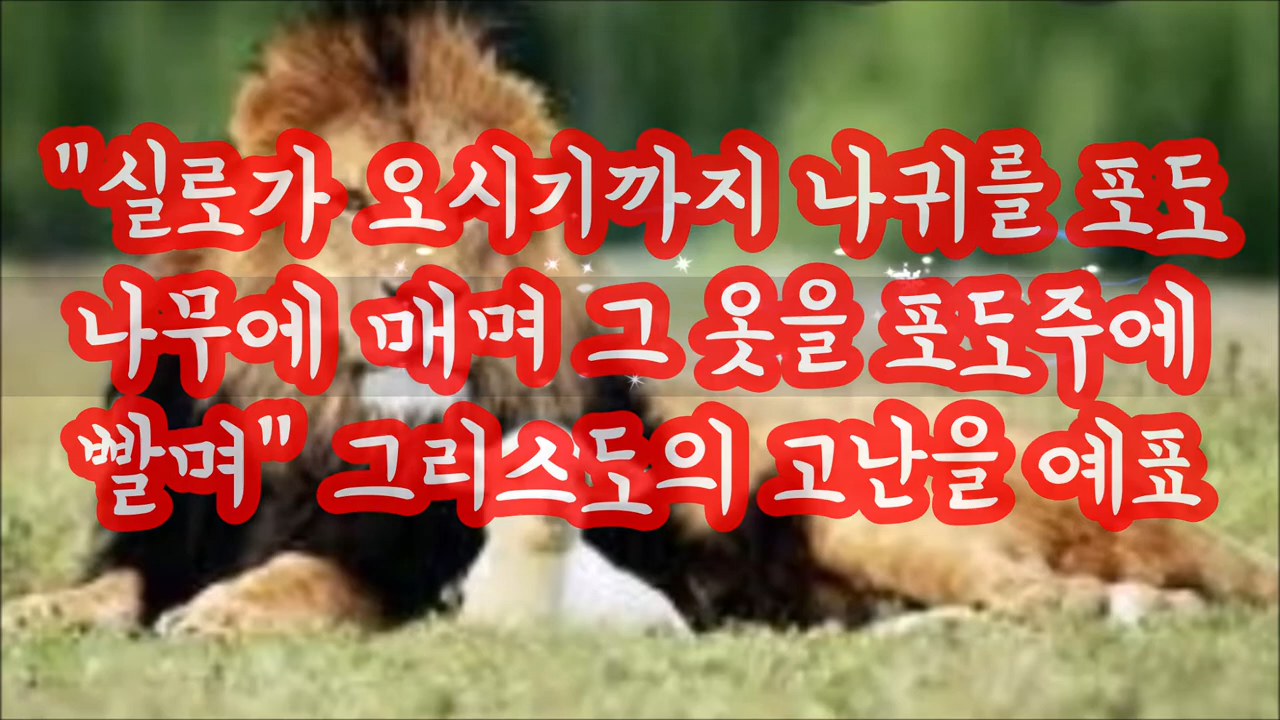 "실로가 오시기까지 나귀를 포도
나무에 매며 그 옷을 포도주에
빨며" 그리스도의 고난을 예표